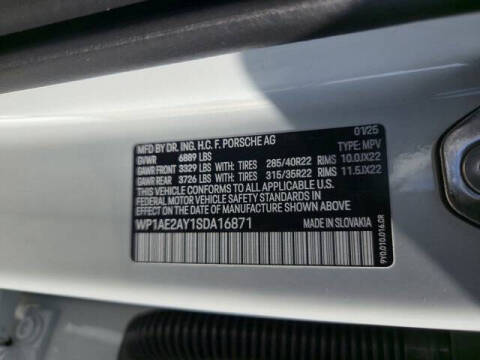 MFD BY DR. ING. H.C. F. PORSCHE AG 01/25
GVWR 6889 LBS TYPE: MPV
GAWR FRONT 3329 LBS WITH TIRES 285/40R22 RIMS 10.0JX22
GAWR REAR 3726 LBS WITH TIRES 315/35R22 RIMS 11.5JX22
THIS VEHICLE CONFORMS TO ALL APPLICABLE U.S.
FEDERAL MOTOR VEHICLE SAFETY STANDARDS IN
EFFECT ON THE DATE OF MANUFACTURE SHOWN ABOVE.
WP1AE2AY1SDA16871 MADE IN SLOVAKIA
9Y0.010.016.CR